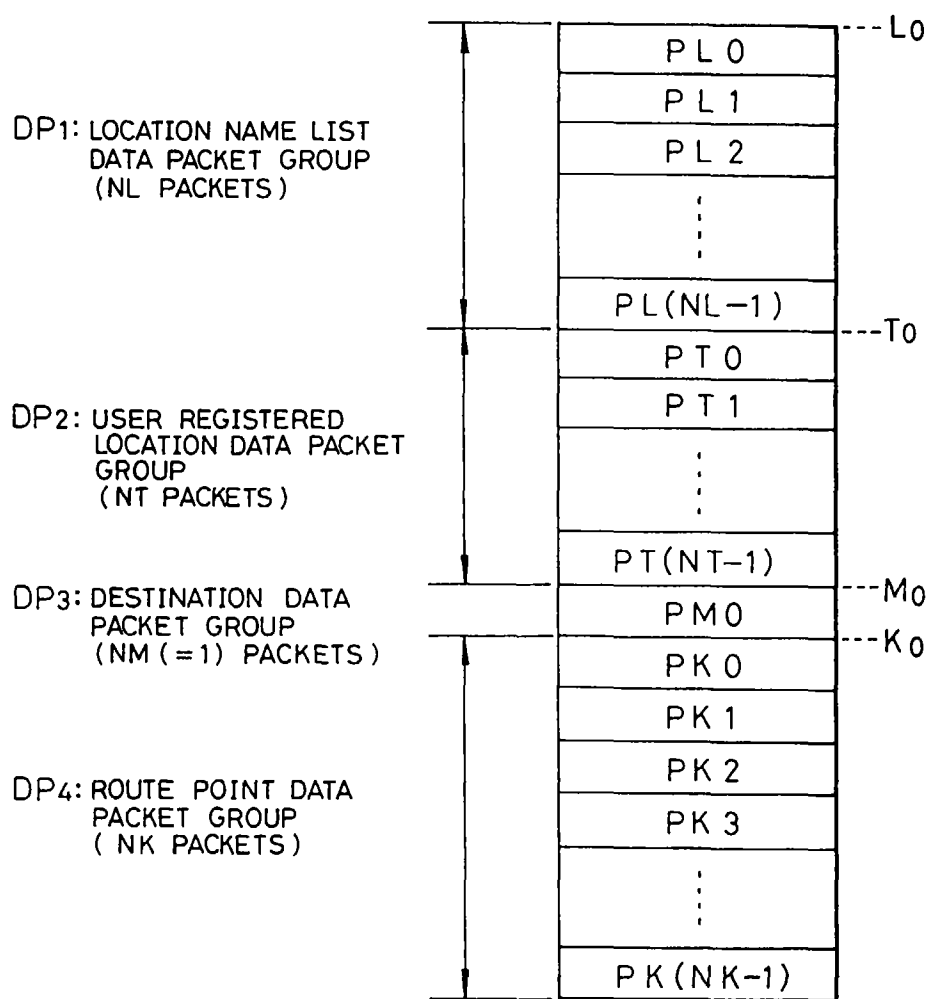 ---L0
PL0
PL1
DP1: LOCATION NAME LIST
DATA PACKET GROUP
(NL PACKETS)
PL2
PL(NL-1)
---T0
PT0
PT1
DP2: USER REGISTERED
LOCATION DATA PACKET
GROUP
(NT PACKETS)
PT(NT-1)
---M0
DP3: DESTINATION DATA
PACKET GROUP
(NM(=1) PACKETS)
PM0
---K0
PK0
PK1
PK2
DP4: ROUTE POINT DATA
PACKET GROUP
(NK PACKETS)
PK3
PK(NK-1)